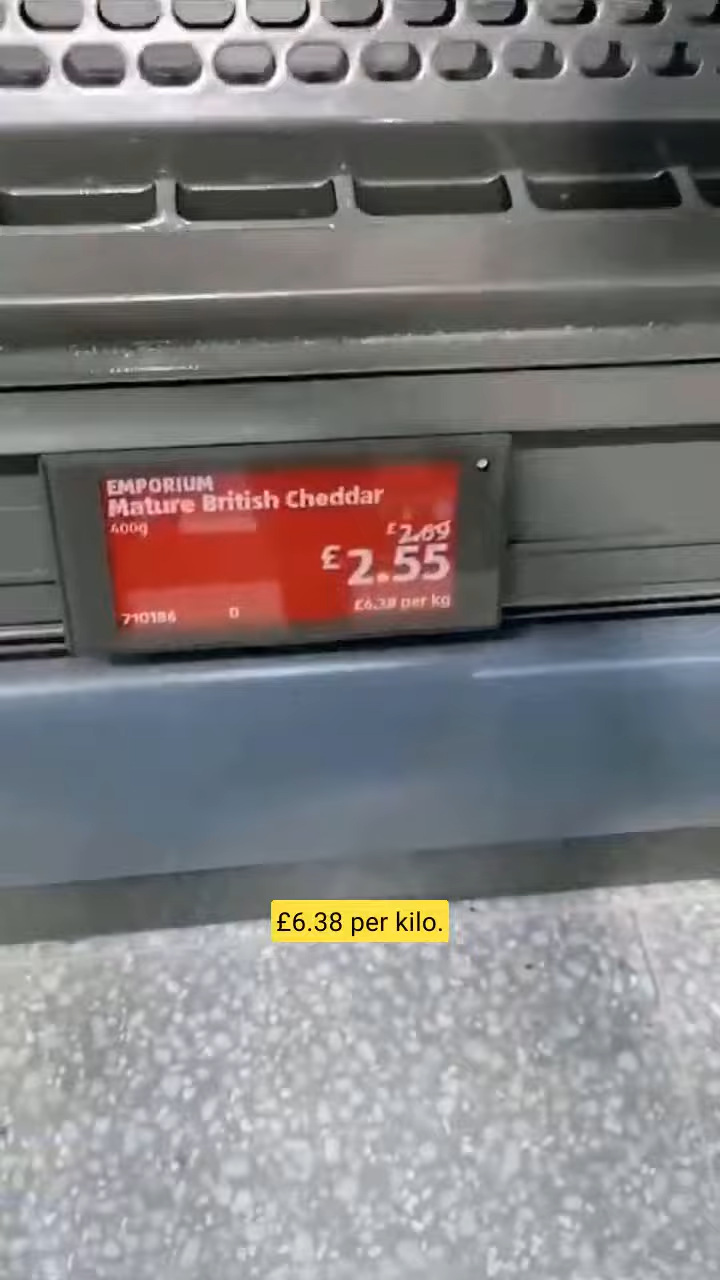 EMPORIUM
Mature British Cheddar
400g
£2.69
£2.55
£6.38 per kg
710186 0
£6.38 per kilo.